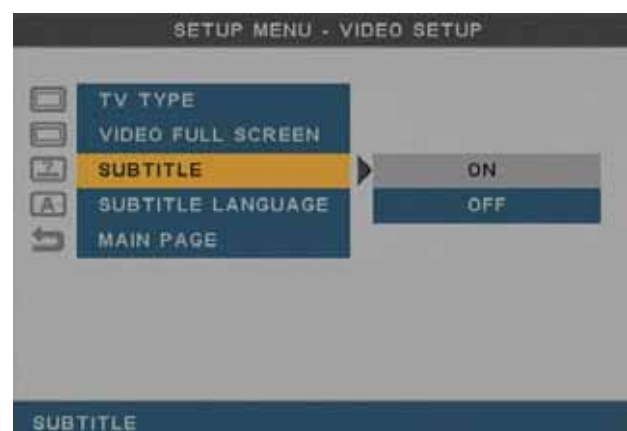 SETUP MENU - VIDEO SETUP
TV TYPE
VIDEO FULL SCREEN
SUBTITLE
ON
SUBTITLE LANGUAGE
OFF
MAIN PAGE
SUBTITLE